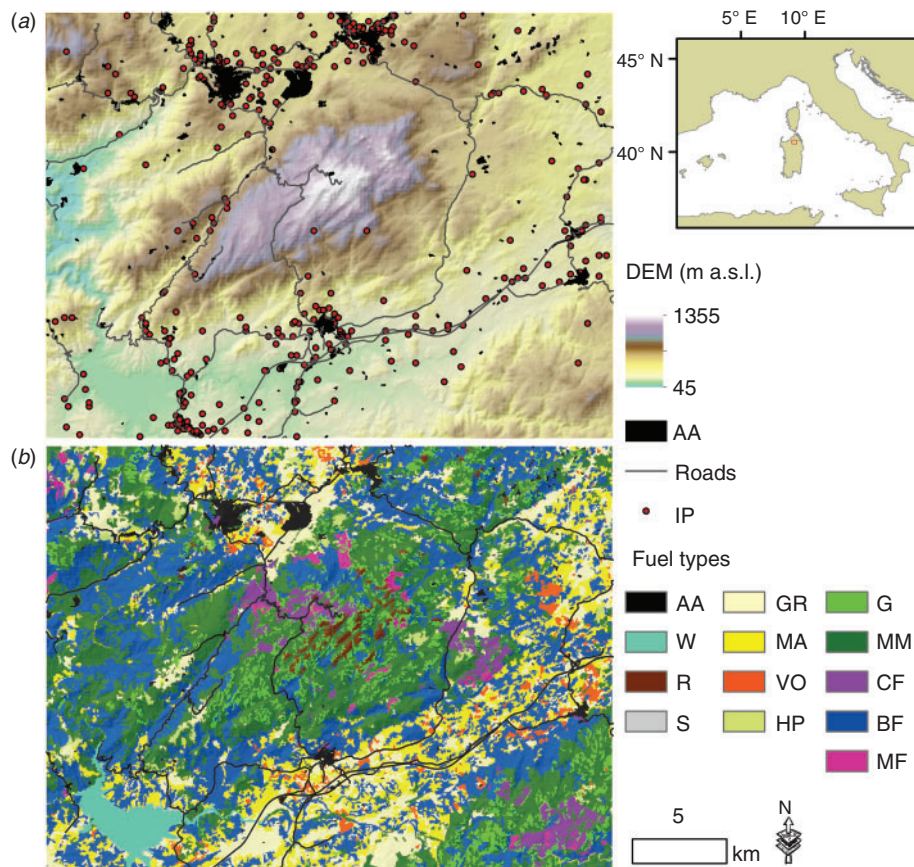 (a)
5° E 10° E
45° N
40° N
DEM (m a.s.l.)
1355
45
AA
Roads
IP
(b)
Fuel types
AA GR G
W MA MM
R VO CF
S HP BF
MF
5
km
N